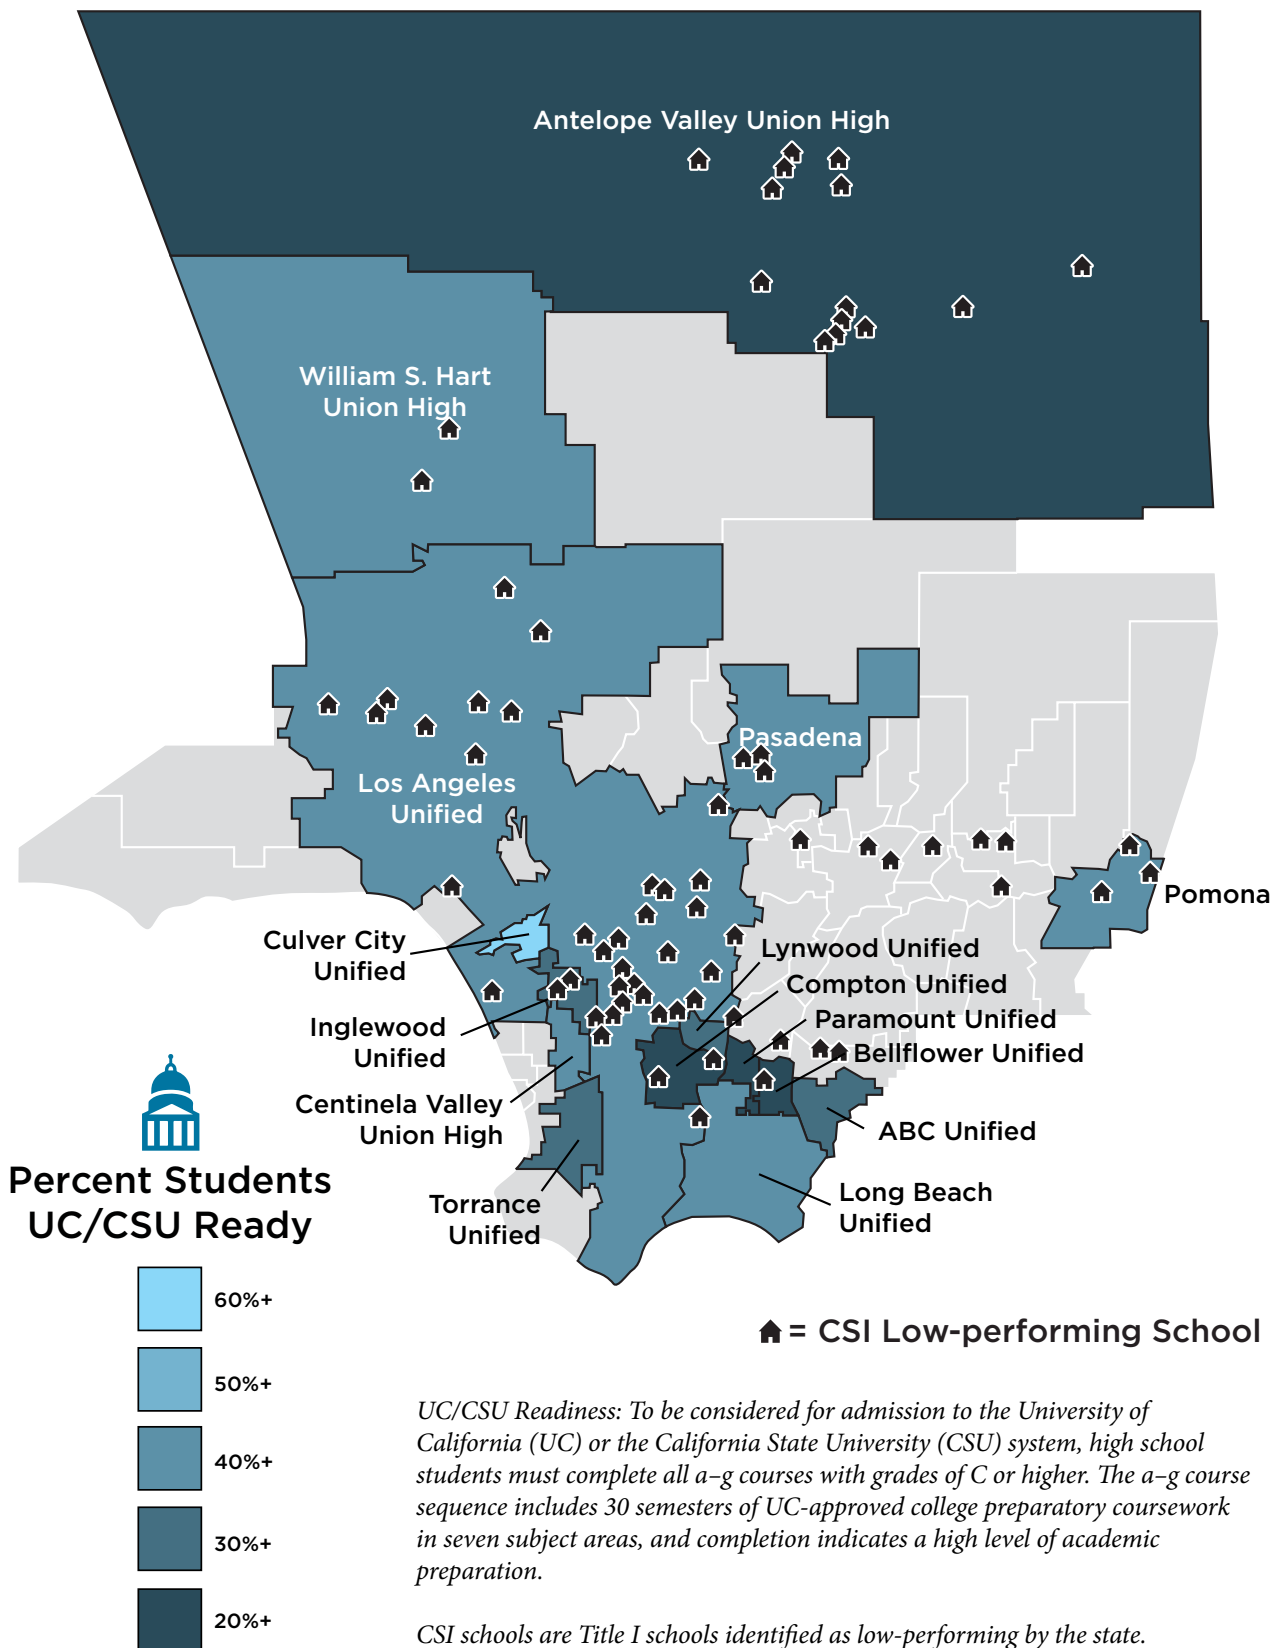 Antelope Valley Union High
William S. Hart
Union High
Pasadena
Los Angeles
Unified
Pomona
Culver City
Unified
Lynwood Unified
Compton Unified
Inglewood
Unified
Paramount Unified
Bellflower Unified
Centinela Valley
Union High
ABC Unified
Torrance
Unified
Long Beach
Unified
Percent Students
UC/CSU Ready
60%+
50%+
40%+
30%+
20%+
= CSI Low-performing School
UC/CSU Readiness: To be considered for admission to the University of
California (UC) or the California State University (CSU) system, high school
students must complete all a–g courses with grades of C or higher. The a–g course
sequence includes 30 semesters of UC-approved college preparatory coursework
in seven subject areas, and completion indicates a high level of academic
preparation.
CSI schools are Title I schools identified as low-performing by the state.